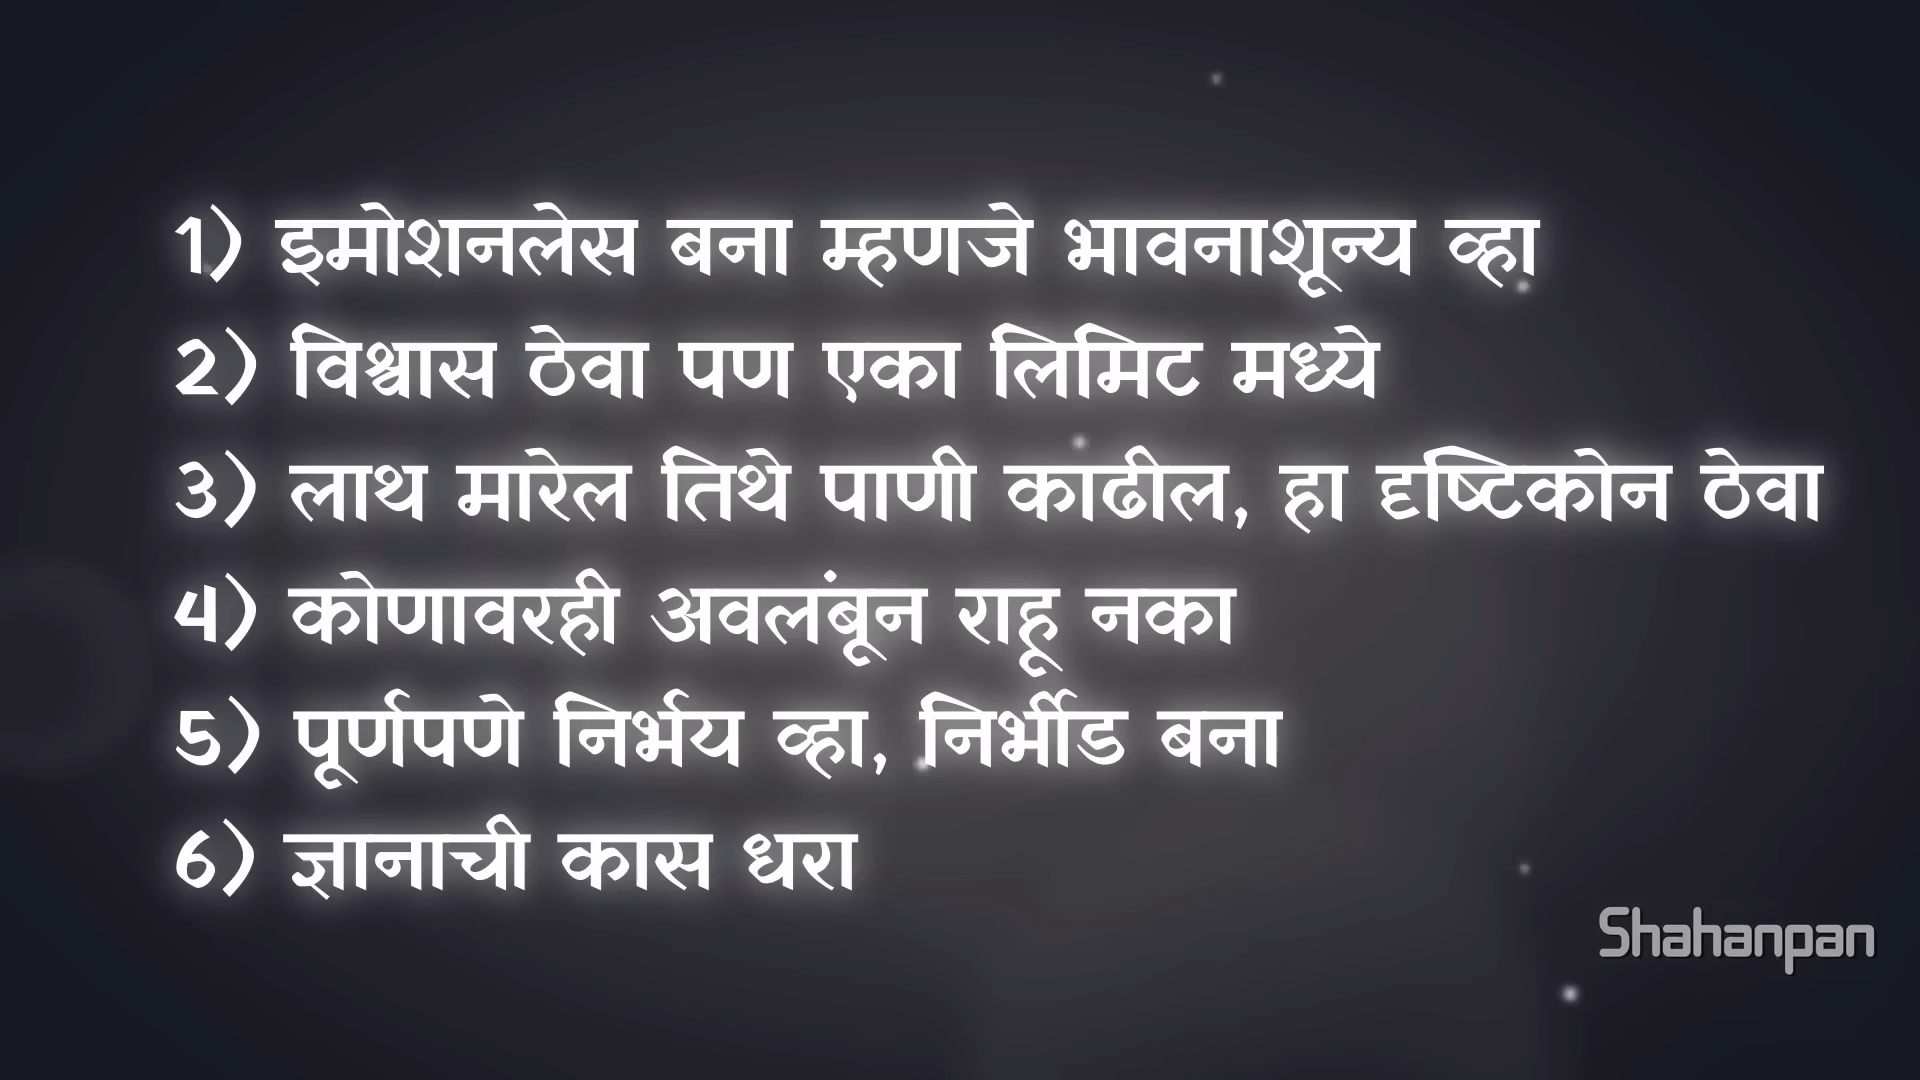 1) इमोशनलेस बना म्हणजे भावनाशून्य व्हा
2) विश्वास ठेवा पण एका लिमिट मध्ये
3) लाथ मारेल तिथे पाणी काढील, हा दृष्टिकोन ठेवा
4) कोणावरही अवलंबून राहू नका
5) पूर्णपणे निर्भय व्हा, निर्भीड बना
6) ज्ञानाची कास धरा
Shahanpan